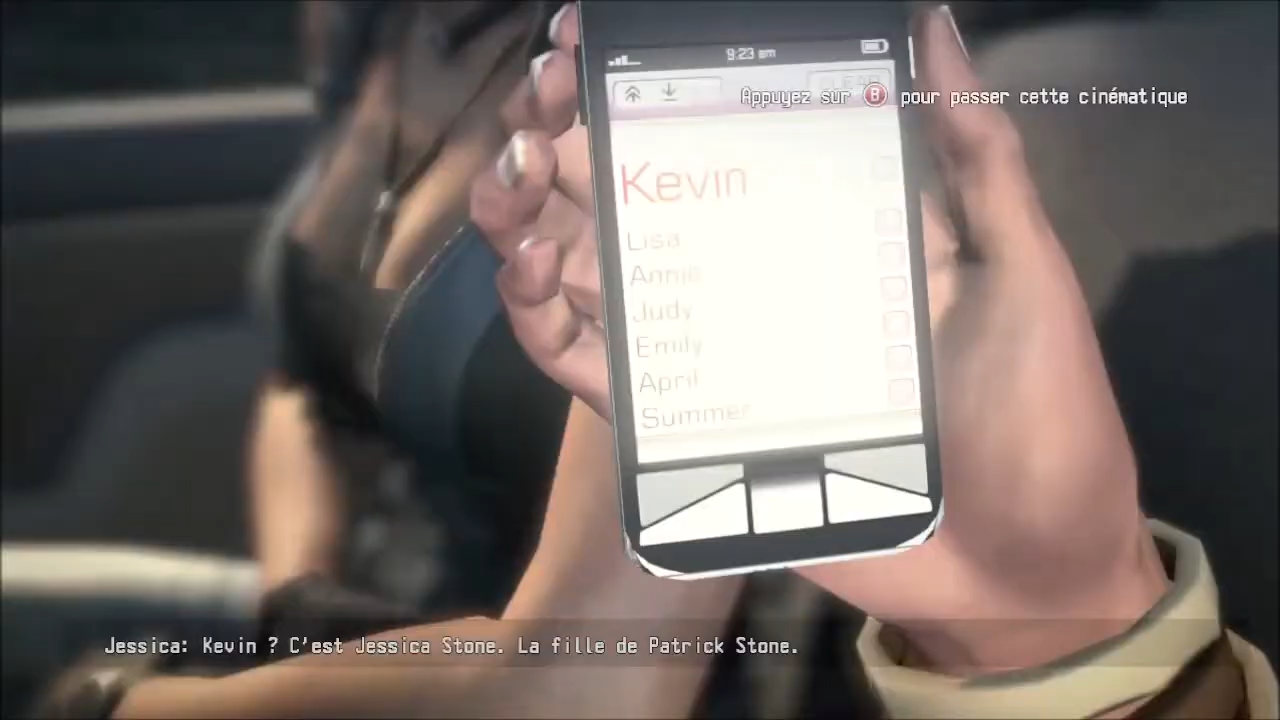 9:23 am
CLEAR
Appuyez sur B pour passer cette cinématique
Kevin
Lisa
Annie
Judy
Emily
April
Summer
Jessica: Kevin ? C'est Jessica Stone. La fille de Patrick Stone.